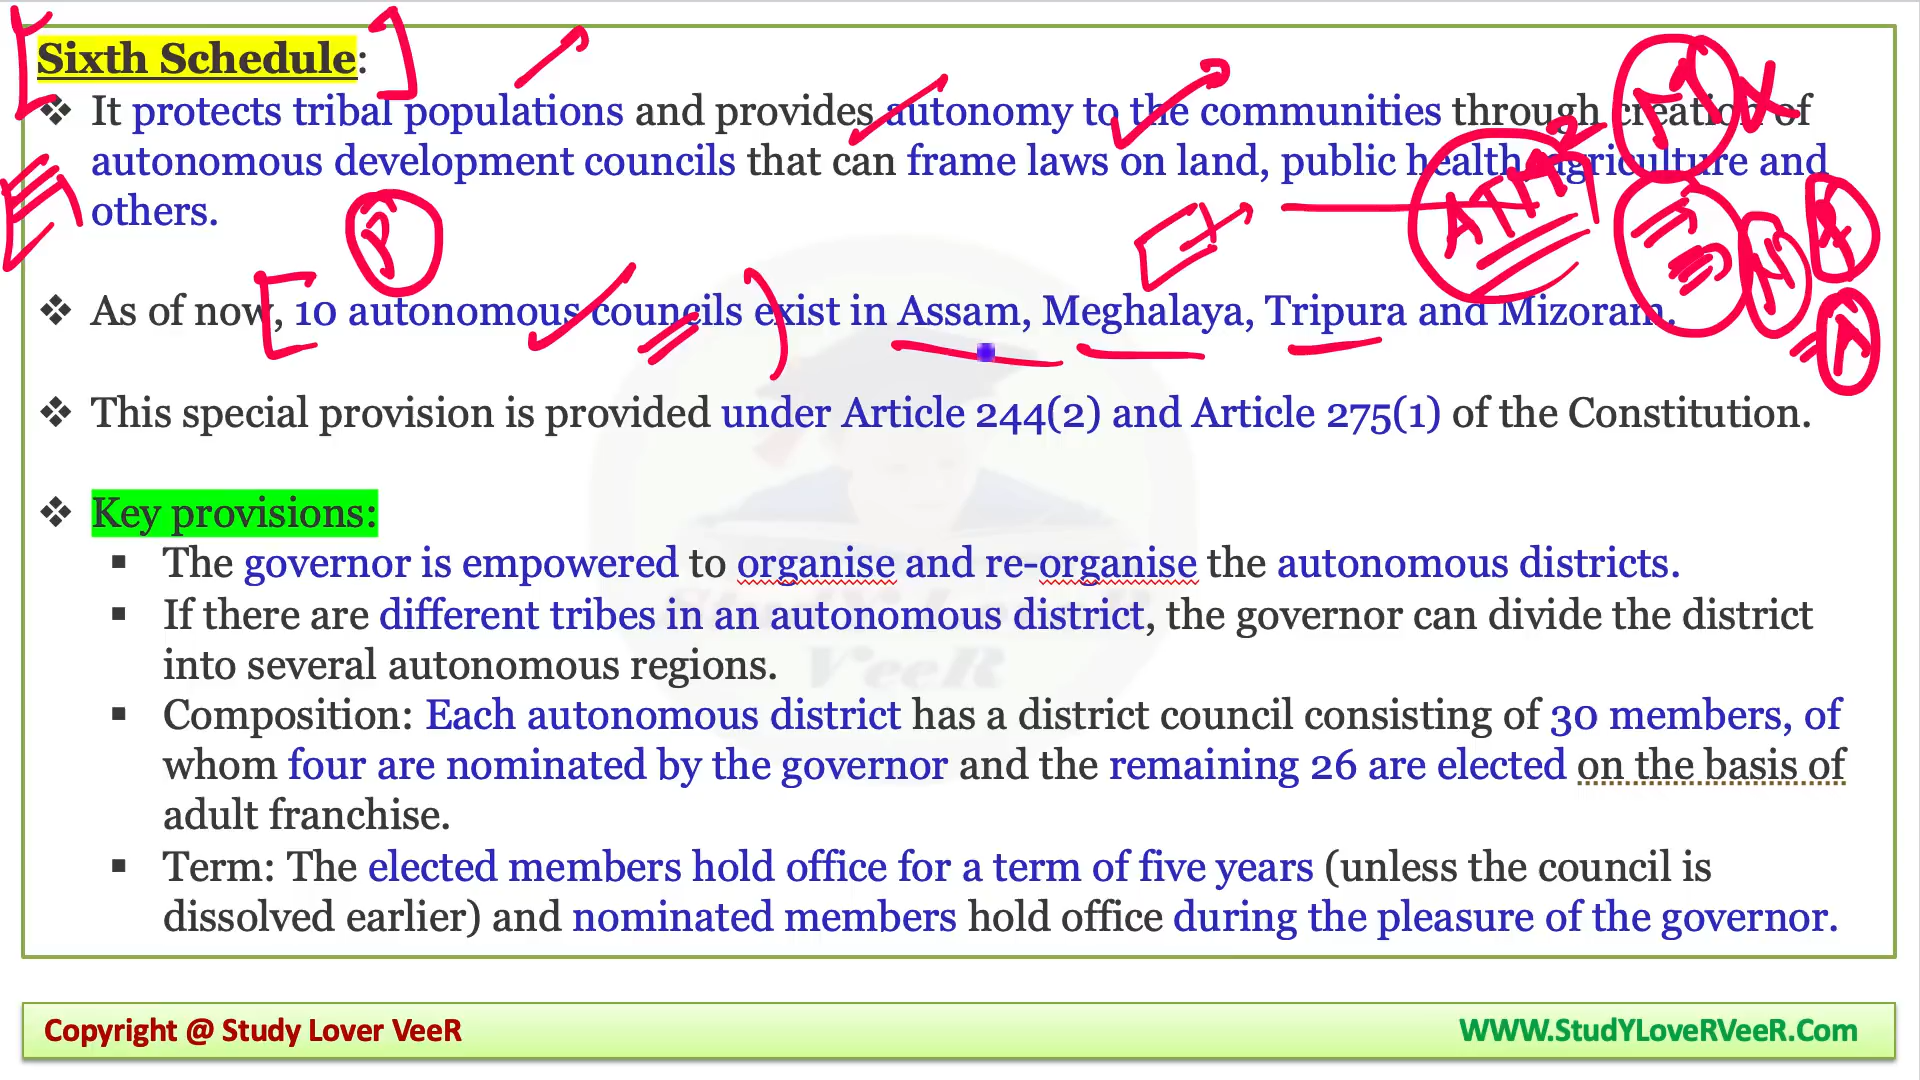 Sixth Schedule:
❖ It protects tribal populations and provides autonomy to the communities through creation of
autonomous development councils that can frame laws on land, public health, agriculture and
others.
❖ As of now, 10 autonomous councils exist in Assam, Meghalaya, Tripura and Mizoram.
❖ This special provision is provided under Article 244(2) and Article 275(1) of the Constitution.
❖ Key provisions:
▪ The governor is empowered to organise and re-organise the autonomous districts.
▪ If there are different tribes in an autonomous district, the governor can divide the district
into several autonomous regions.
▪ Composition: Each autonomous district has a district council consisting of 30 members, of
whom four are nominated by the governor and the remaining 26 are elected on the basis of
adult franchise.
▪ Term: The elected members hold office for a term of five years (unless the council is
dissolved earlier) and nominated members hold office during the pleasure of the governor.
VeeR
Copyright @ Study Lover VeeR
WWW.StudYLoveRVeeR.Com